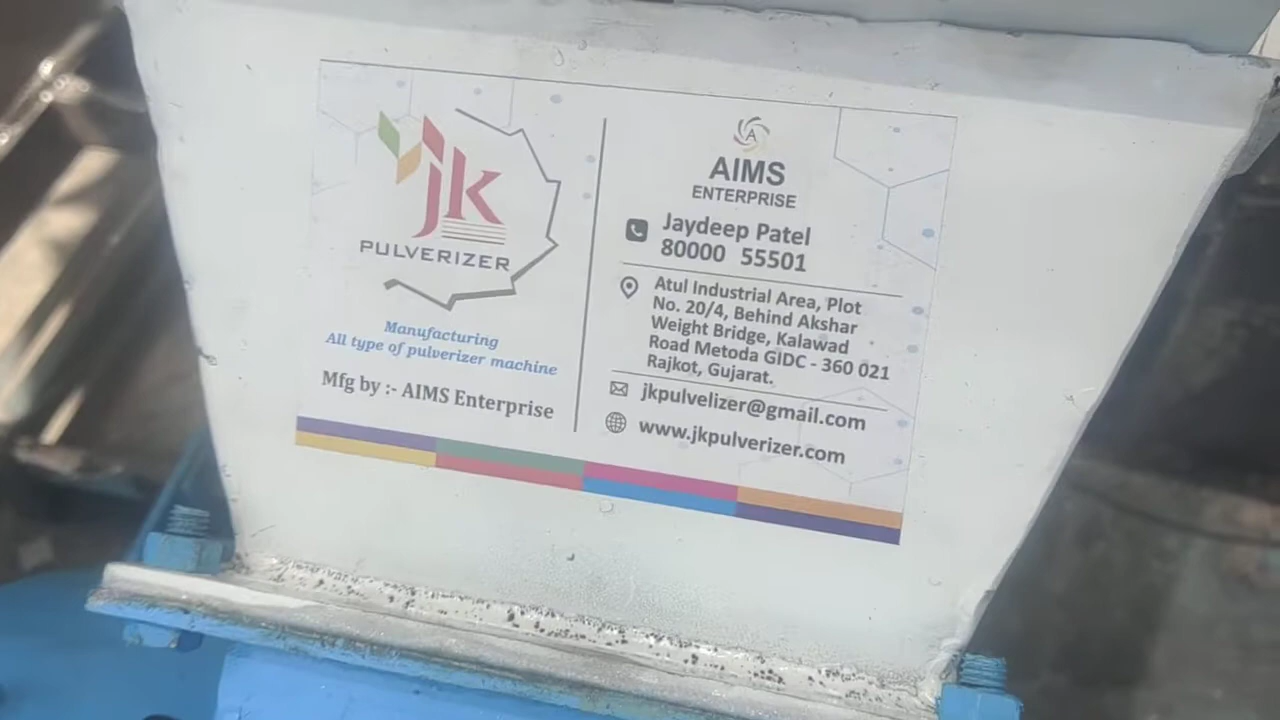 jk
PULVERIZER
Manufacturing
All type of pulverizer machine
Mfg by :- AIMS Enterprise
A
AIMS
ENTERPRISE
Jaydeep Patel
80000 55501
Atul Industrial Area, Plot
No. 20/4, Behind Akshar
Weight Bridge, Kalawad
Road Metoda GIDC - 360 021
Rajkot, Gujarat.
jkpulvelizer@gmail.com
www.jkpulverizer.com